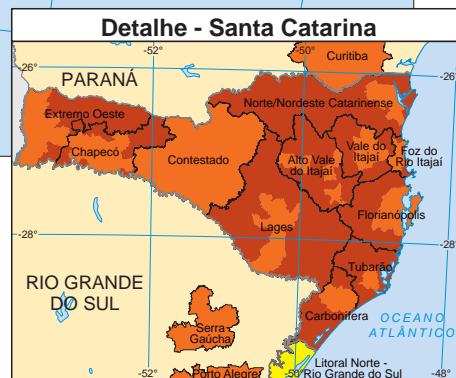 Detalhe - Santa Catarina
-52°
-50°
Curitiba
-26°
-26°
PARANÁ
Norte/Nordeste Catarinense
Extremo Oeste
Chapecó
Contestado
Alto Vale
do Itajaí
Vale do
Itajaí
Foz do
Rio Itajaí
Lages
Florianópolis
-28°
-28°
Tubarão
RIO GRANDE
DO SUL
Carbonífera
OCEANO
ATLÂNTICO
Serra
Gaúcha
Litoral Norte -
Rio Grande do Sul
Porto Alegre
-52°
-50°
-48°